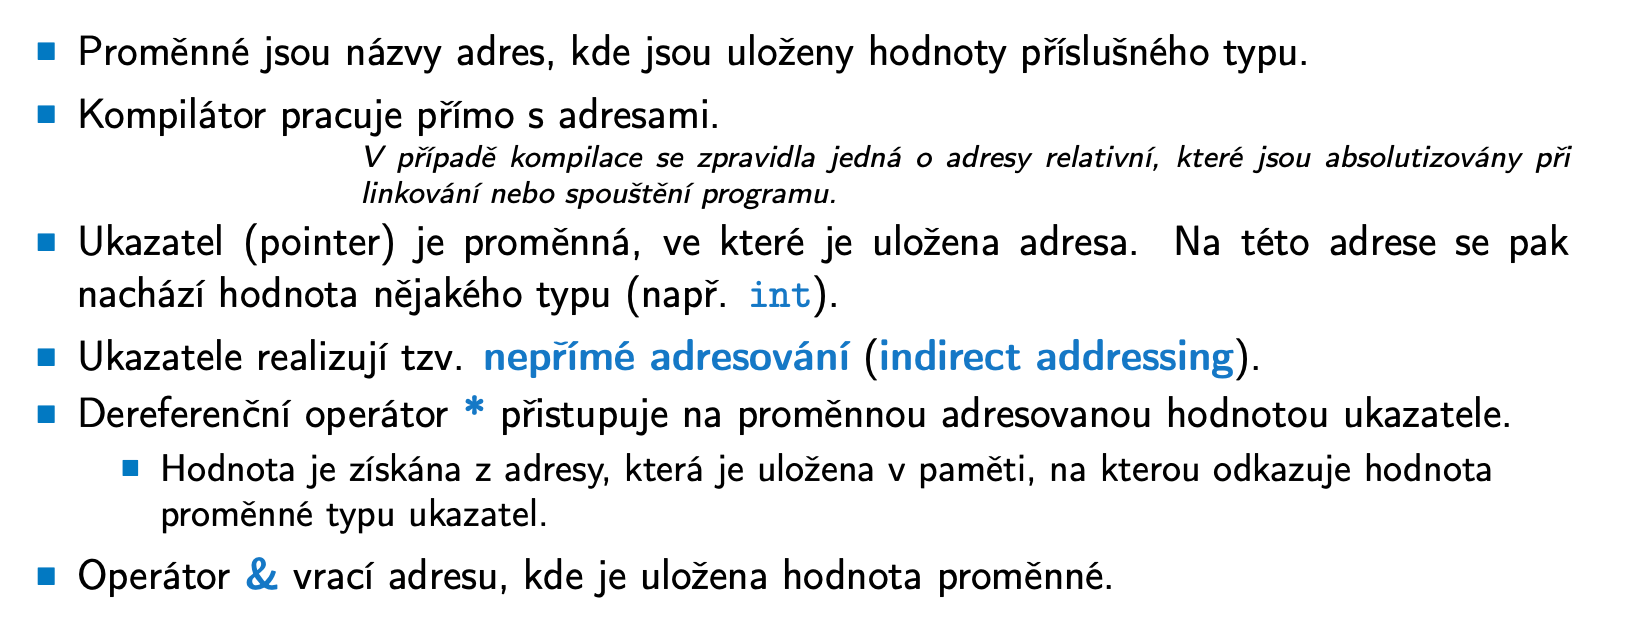 Proměnné jsou názvy adres, kde jsou uloženy hodnoty příslušného typu.
Kompilátor pracuje přímo s adresami.
V případě kompilace se zpravidla jedná o adresy relativní, které jsou absolutizovány při
linkování nebo spouštění programu.
Ukazatel (pointer) je proměnná, ve které je uložena adresa. Na této adrese se pak
nachází hodnota nějakého typu (např. int).
Ukazatele realizují tzv. nepřímé adresování (indirect addressing).
Dereferenční operátor * přistupuje na proměnnou adresovanou hodnotou ukazatele.
Hodnota je získána z adresy, která je uložena v paměti, na kterou odkazuje hodnota
proměnné typu ukazatel.
Operátor & vrací adresu, kde je uložena hodnota proměnné.